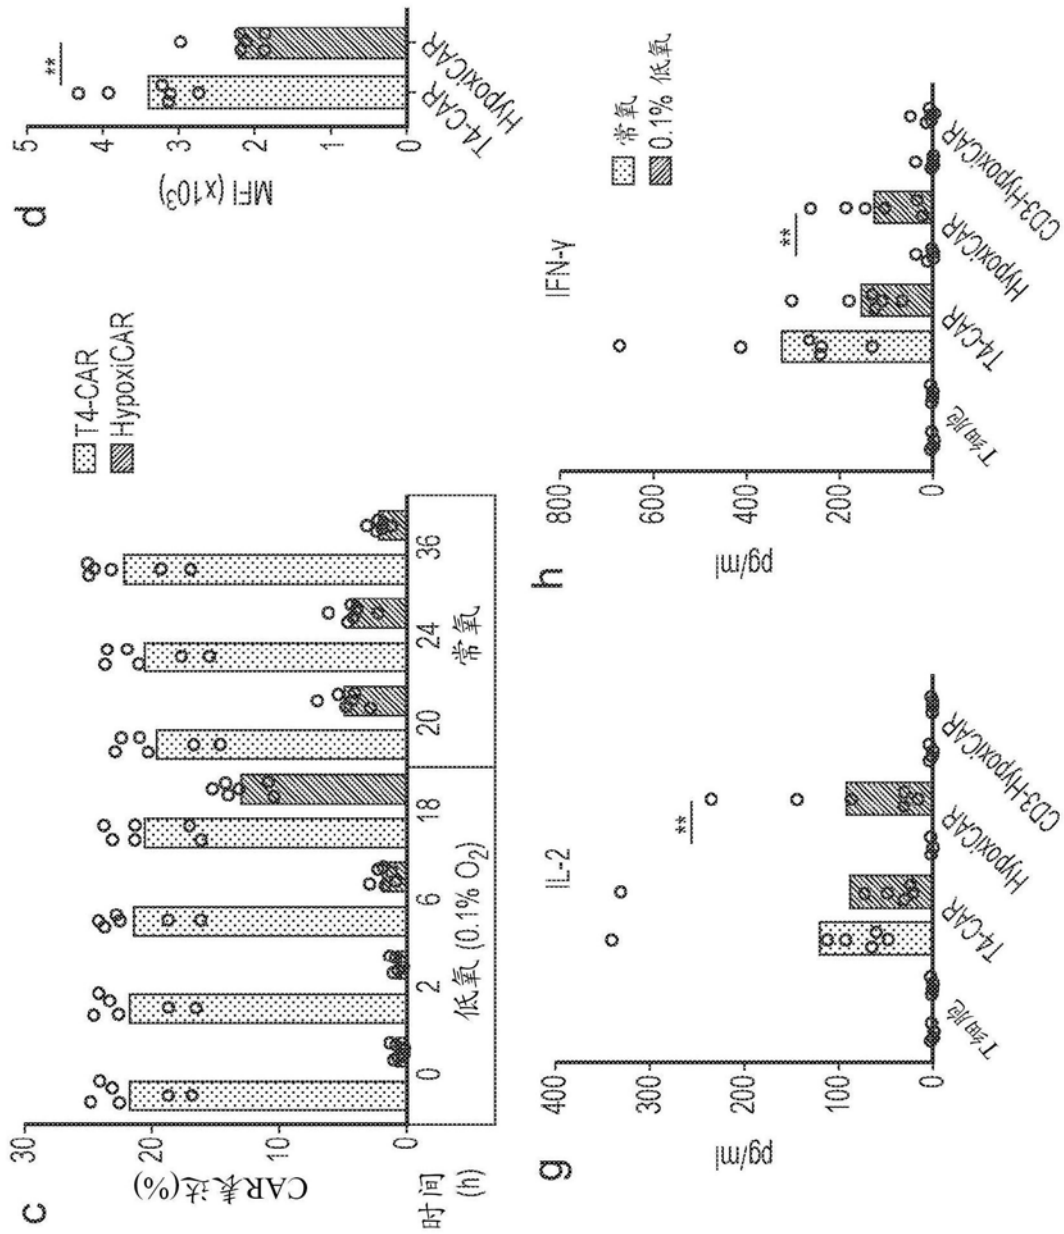 c
CAR表达(%)
30
20
10
0
T4-CAR
HypoxiCAR
时间
(h)
0 2 6 18 20 24 36
低氧 (0.1% O₂) 常氧
d
MFI (x10³)
5
4
3
2
1
0
**
T4-CAR
HypoxiCAR
g
IL-2
pg/ml
400
300
200
100
0
**
T细胞
T4-CAR
HypoxiCAR
CD3-HypoxiCAR
h
IFN-γ
pg/ml
800
600
400
200
0
**
T细胞
T4-CAR
HypoxiCAR
CD3-HypoxiCAR
常氧
0.1% 低氧